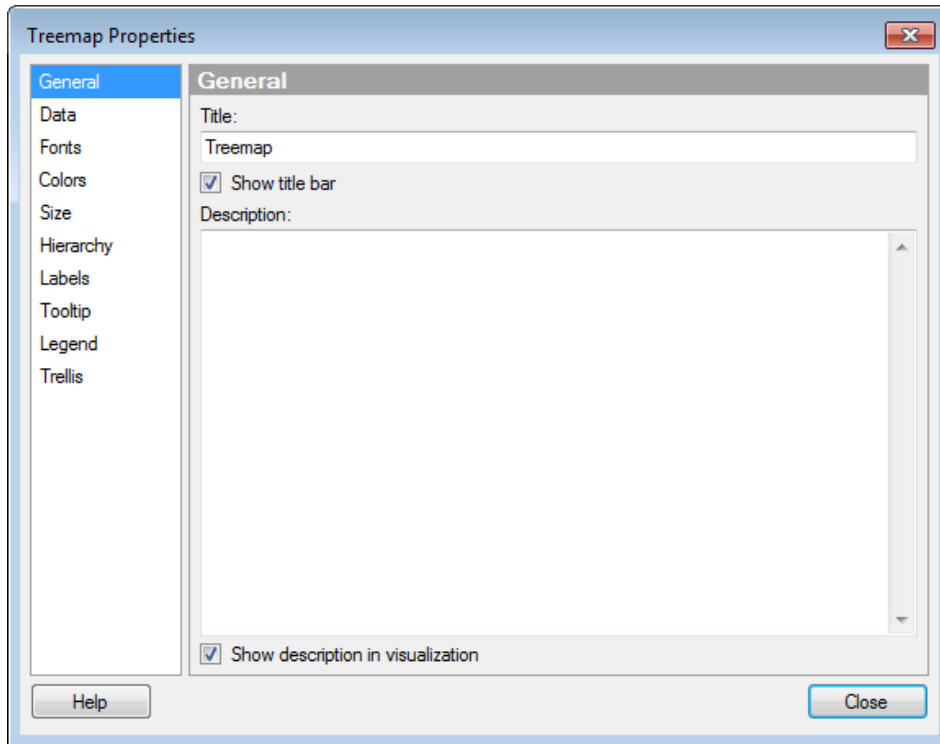 Treemap Properties
General
Data
Fonts
Colors
Size
Hierarchy
Labels
Tooltip
Legend
Trellis
General
Title:
Treemap
Show title bar
Description:
Show description in visualization
Help
Close